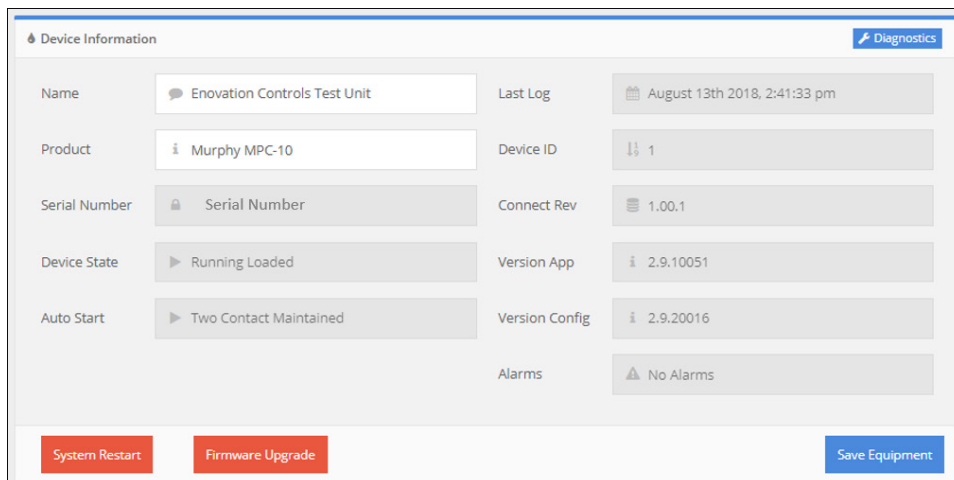 Device Information
Diagnostics
Name
Enovation Controls Test Unit
Last Log
August 13th 2018, 2:41:33 pm
Product
Murphy MPC-10
Device ID
1
Serial Number
Serial Number
Connect Rev
1.00.1
Device State
Running Loaded
Version App
2.9.10051
Auto Start
Two Contact Maintained
Version Config
2.9.20016
Alarms
No Alarms
System Restart
Firmware Upgrade
Save Equipment